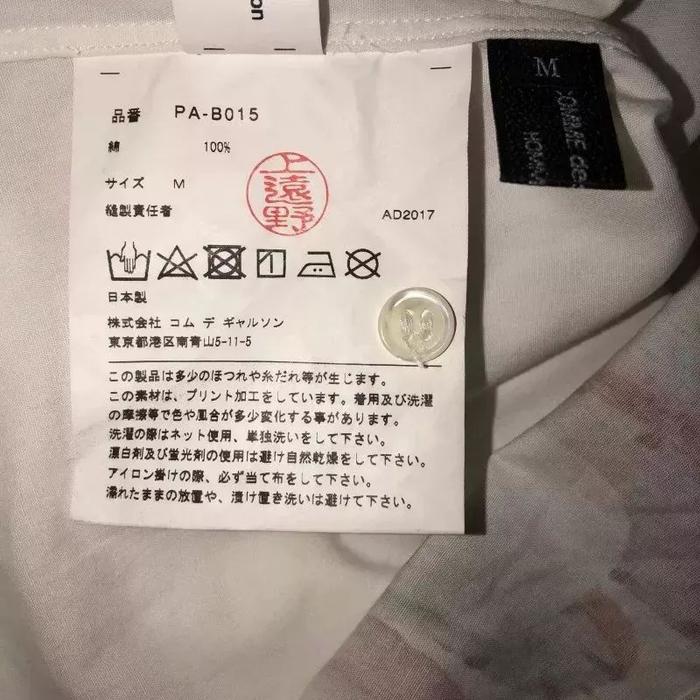 on
品番 PA-B015
綿 100%
サイズ M
縫製責任者
上遠野
AD2017
日本製
株式会社 コム デ ギャルソン
東京都港区南青山5-11-5
この製品は多少のほつれや糸だれ等が生じます。
この素材は、プリント加工をしています。着用及び洗濯
の摩擦等で色や風合が多少変化する事があります。
洗濯の際はネット使用、単独洗いをして下さい。
漂白剤及び蛍光剤の使用は避け自然乾燥をして下さい。
アイロン掛けの際、必ず当て布をして下さい。
濡れたままの放置や、漬け置き洗いは避けて下さい。
M
OMME des
HOMM